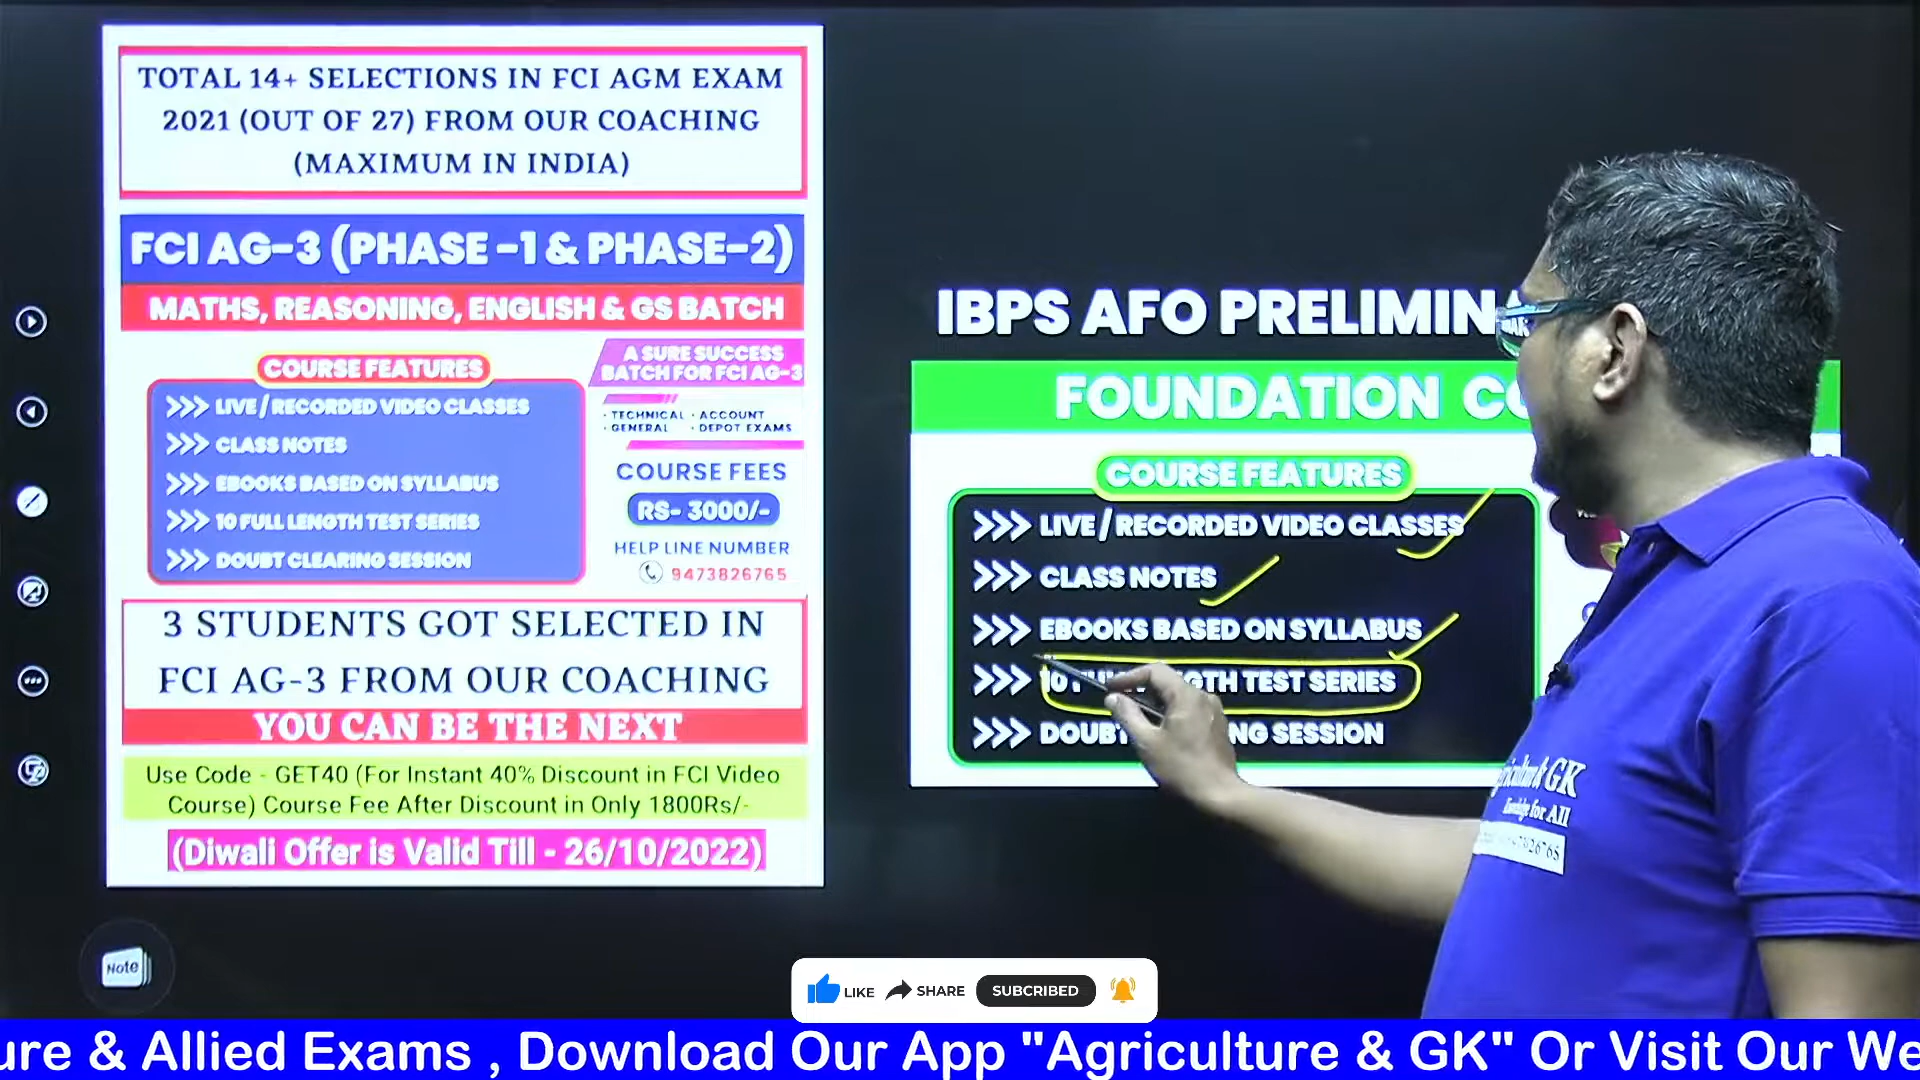 TOTAL 14+ SELECTIONS IN FCI AGM EXAM
2021 (OUT OF 27) FROM OUR COACHING
(MAXIMUM IN INDIA)
FCI AG-3 (PHASE -1 & PHASE-2)
MATHS, REASONING, ENGLISH & GS BATCH
COURSE FEATURES
>>> LIVE / RECORDED VIDEO CLASSES
>>> CLASS NOTES
>>> EBOOKS BASED ON SYLLABUS
>>> 10 FULL LENGTH TEST SERIES
>>> DOUBT CLEARING SESSION
A SURE SUCCESS
BATCH FOR FCI AG-3
· TECHNICAL · ACCOUNT
· GENERAL · DEPOT EXAMS
COURSE FEES
RS- 3000/-
HELP LINE NUMBER
9473826765
3 STUDENTS GOT SELECTED IN
FCI AG-3 FROM OUR COACHING
YOU CAN BE THE NEXT
Use Code - GET40 (For Instant 40% Discount in FCI Video
Course) Course Fee After Discount in Only 1800Rs/-
(Diwali Offer is Valid Till - 26/10/2022)
IBPS AFO PRELIMIN
FOUNDATION CO
COURSE FEATURES
>>> LIVE / RECORDED VIDEO CLASSES
>>> CLASS NOTES
>>> EBOOKS BASED ON SYLLABUS
>>> 10 TEST SERIES
>>> SESSION
& GK
Knowledge for All
26765
Note
LIKE SHARE SUBCRIBED
ure & Allied Exams , Download Our App "Agriculture & GK" Or Visit Our We